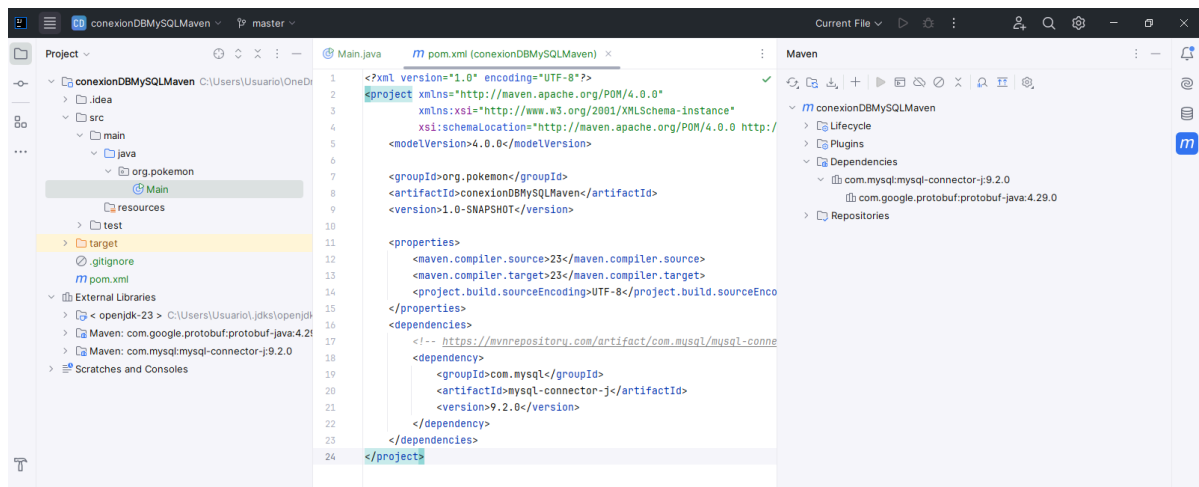 CD conexionDBMySQLMaven master Current File
Project
Main.java
pom.xml (conexionDBMySQLMaven)
Maven
conexionDBMySQLMaven C:\Users\Usuario\OneDr
.idea
src
main
java
org.pokemon
Main
resources
test
target
.gitignore
pom.xml
External Libraries
< openjdk-23 > C:\Users\Usuario\.jdks\openjdk
Maven: com.google.protobuf:protobuf-java:4.29
Maven: com.mysql:mysql-connector-j:9.2.0
Scratches and Consoles
1 <?xml version="1.0" encoding="UTF-8"?>
2 <project xmlns="http://maven.apache.org/POM/4.0.0"
3 xmlns:xsi="http://www.w3.org/2001/XMLSchema-instance"
4 xsi:schemaLocation="http://maven.apache.org/POM/4.0.0 http:/
5 <modelVersion>4.0.0</modelVersion>
6
7 <groupId>org.pokemon</groupId>
8 <artifactId>conexionDBMySQLMaven</artifactId>
9 <version>1.0-SNAPSHOT</version>
10
11 <properties>
12 <maven.compiler.source>23</maven.compiler.source>
13 <maven.compiler.target>23</maven.compiler.target>
14 <project.build.sourceEncoding>UTF-8</project.build.sourceEnco
15 </properties>
16 <dependencies>
17 <!-- https://mvnrepository.com/artifact/com.mysql/mysql-conne
18 <dependency>
19 <groupId>com.mysql</groupId>
20 <artifactId>mysql-connector-j</artifactId>
21 <version>9.2.0</version>
22 </dependency>
23 </dependencies>
24 </project>
m conexionDBMySQLMaven
Lifecycle
Plugins
Dependencies
com.mysql:mysql-connector-j:9.2.0
com.google.protobuf:protobuf-java:4.29.0
Repositories